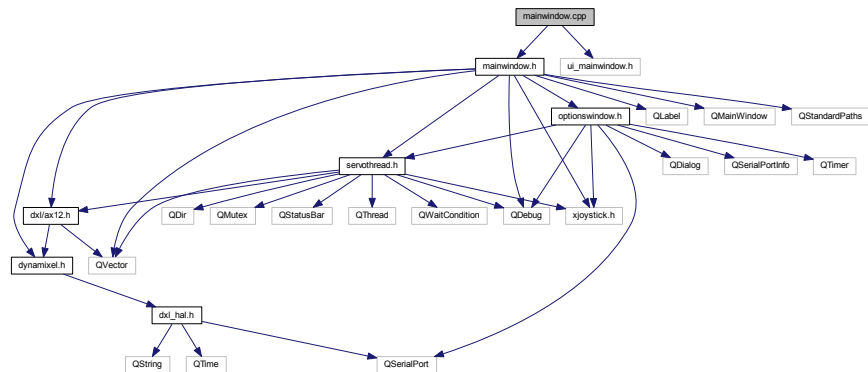 mainwindow.cpp
mainwindow.h
ui_mainwindow.h
optionswindow.h
QLabel
QMainWindow
QStandardPaths
servothread.h
QDialog
QSerialPortInfo
QTimer
dxl/ax12.h
QDir
QMutex
QStatusBar
QThread
QWaitCondition
QDebug
xjoystick.h
dynamixel.h
QVector
dxl_hal.h
QString
QTime
QSerialPort